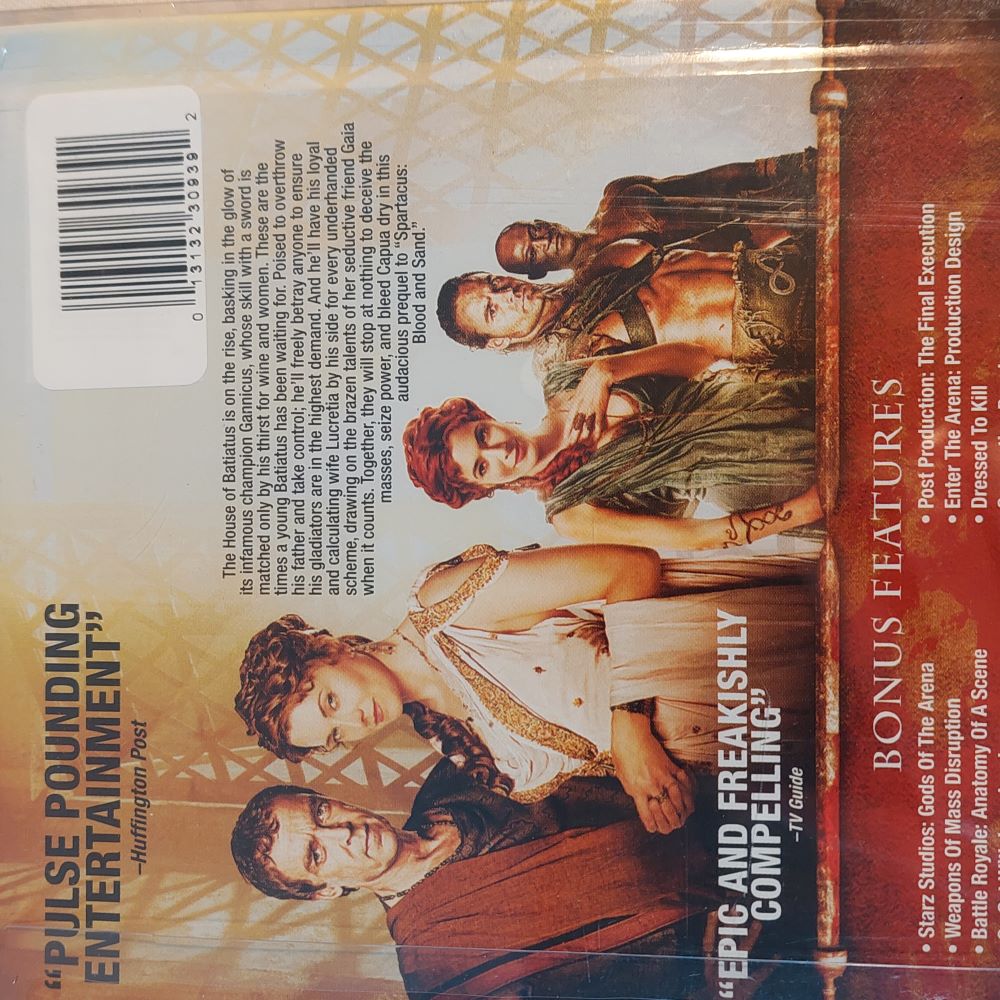 “PULSE POUNDING
ENTERTAINMENT”
–Huffington Post
0 13132 30939 2
The House of Batiatus is on the rise, basking in the glow of
its infamous champion Gannicus, whose skill with a sword is
matched only by his thirst for wine and women. These are the
times a young Batiatus has been waiting for. Poised to overthrow
his father and take control; he’ll freely betray anyone to ensure
his gladiators are in the highest demand. And he’ll have his loyal
and calculating wife Lucretia by his side for every underhanded
scheme, drawing on the brazen talents of her seductive friend Gaia
when it counts. Together, they will stop at nothing to deceive the
masses, seize power, and bleed Capua dry in this
audacious prequel to “Spartacus:
Blood and Sand.”
“EPIC AND FREAKISHLY
COMPELLING”
–TV Guide
BONUS FEATURES
• Starz Studios: Gods Of The Arena
• Weapons Of Mass Disruption
• Battle Royale: Anatomy Of A Scene
• Post Production: The Final Execution
• Enter The Arena: Production Design
• Dressed To Kill